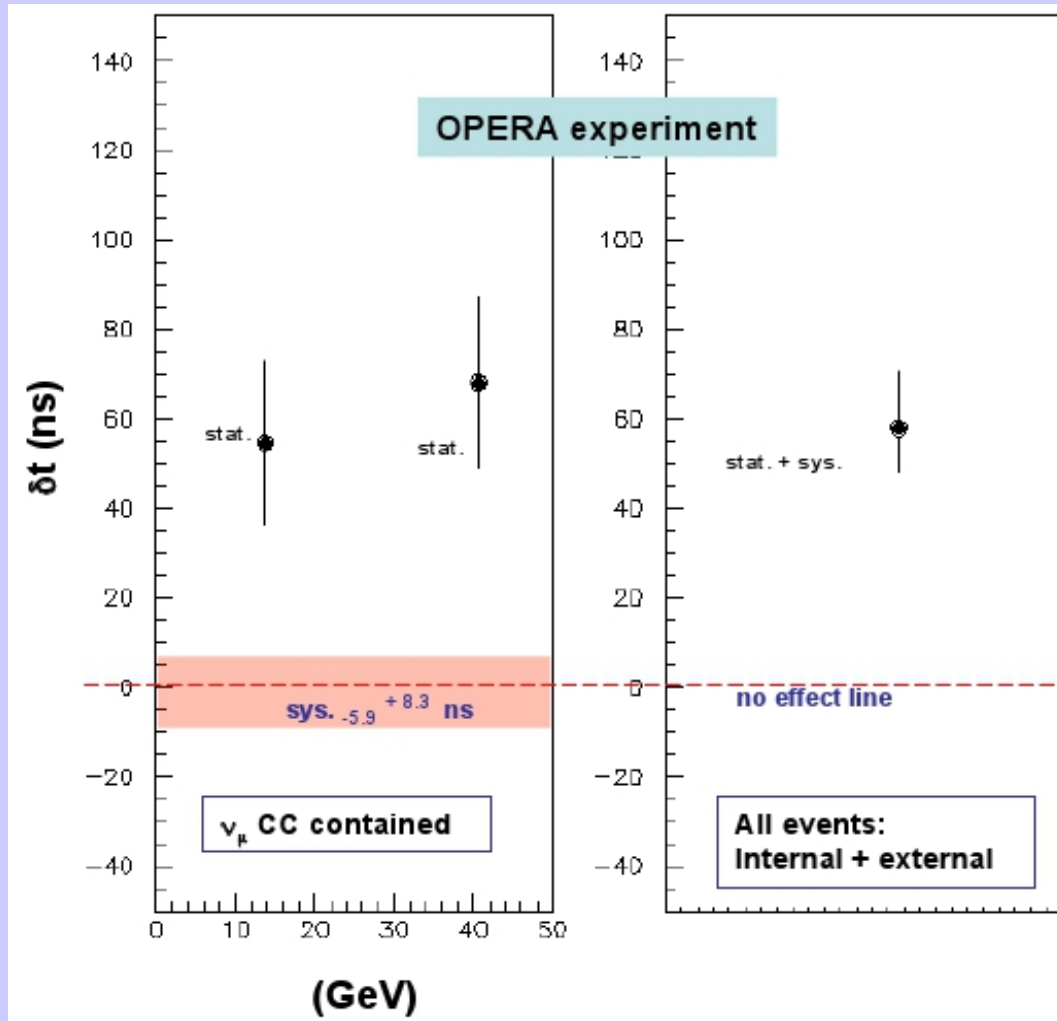 OPERA experiment
140
120
100
80
60
40
20
0
−20
−40
δt (ns)
stat.
stat.
sys. -5.9 + 8.3 ns
νμ CC contained
0 10 20 30 40 50
(GeV)
140
100
80
60
40
20
0
−20
−40
stat. + sys.
no effect line
All events:
Internal + external